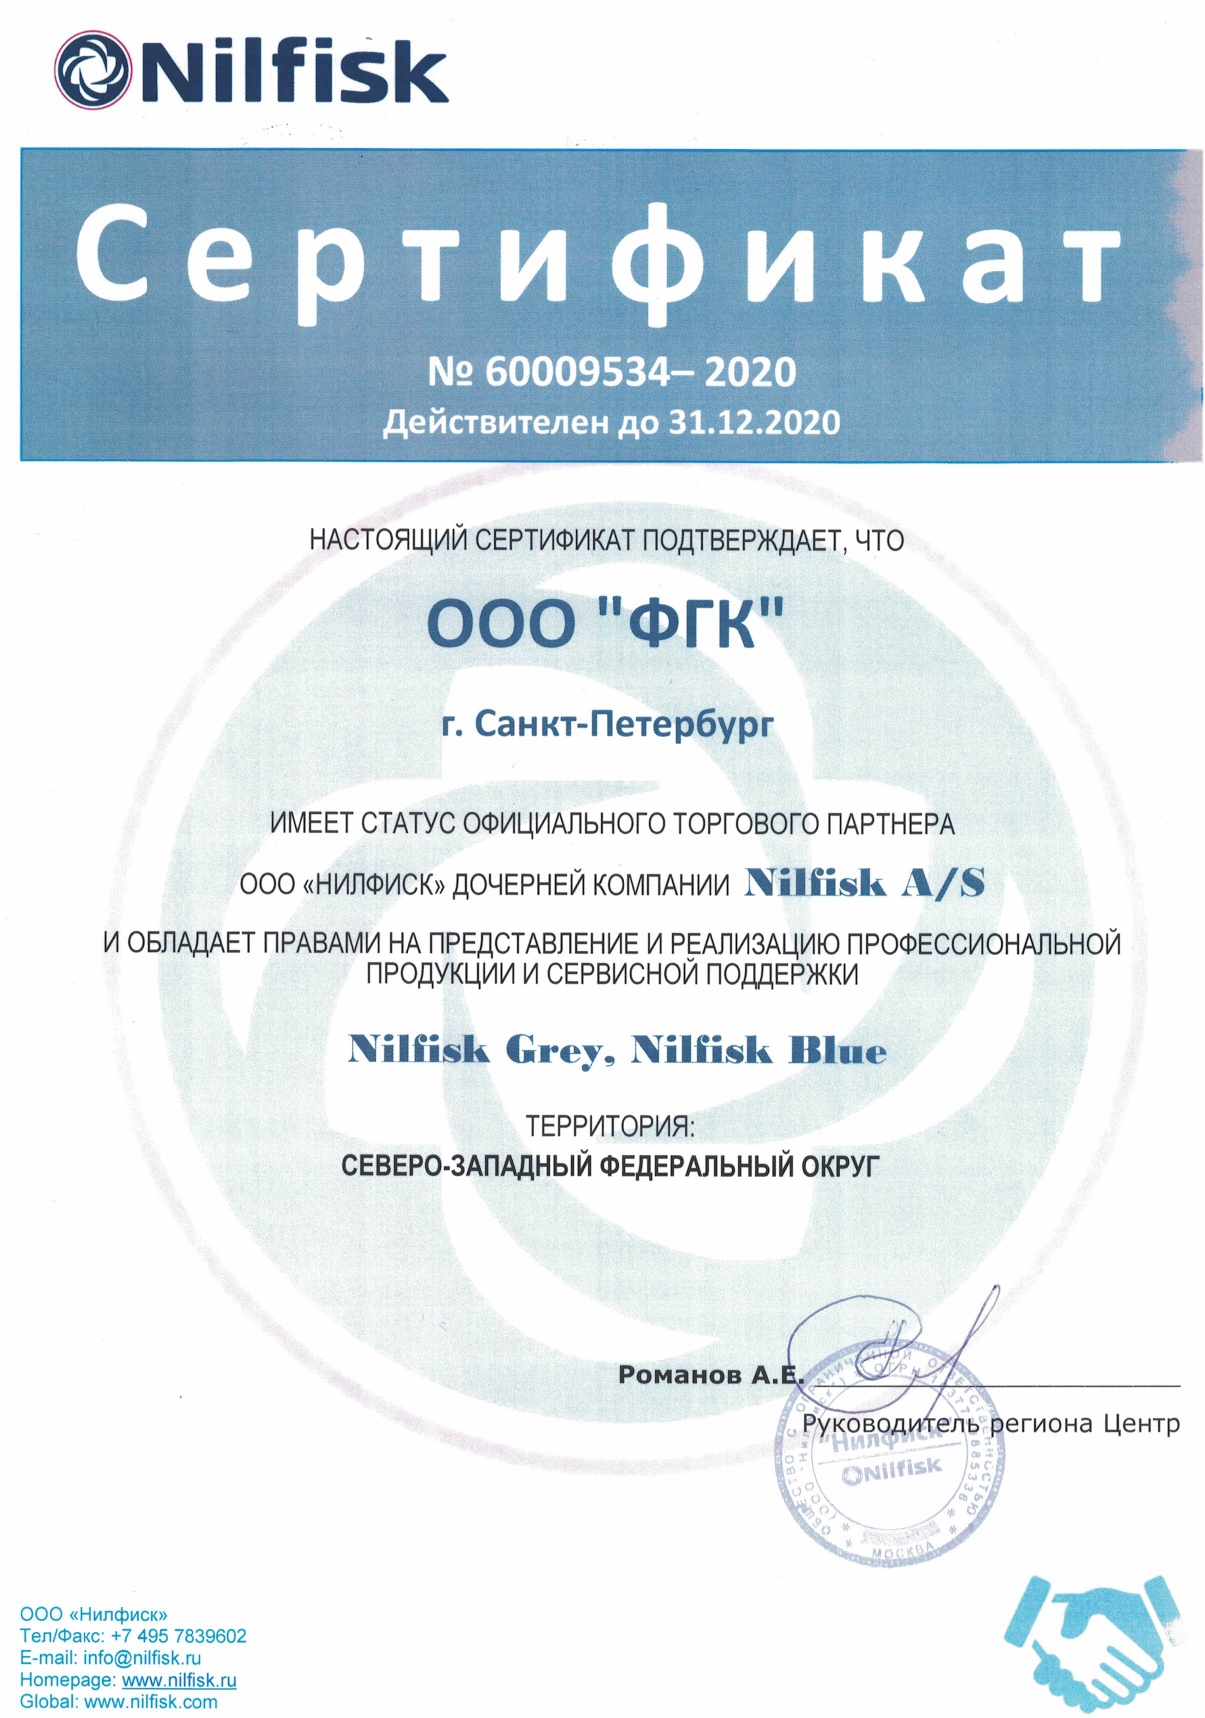 Nilfisk
Сертификат
№ 60009534– 2020
Действителен до 31.12.2020
НАСТОЯЩИЙ СЕРТИФИКАТ ПОДТВЕРЖДАЕТ, ЧТО
ООО "ФГК"
г. Санкт-Петербург
ИМЕЕТ СТАТУС ОФИЦИАЛЬНОГО ТОРГОВОГО ПАРТНЕРА
ООО «НИЛФИСК» ДОЧЕРНЕЙ КОМПАНИИ Nilfisk A/S
И ОБЛАДАЕТ ПРАВАМИ НА ПРЕДСТАВЛЕНИЕ И РЕАЛИЗАЦИЮ ПРОФЕССИОНАЛЬНОЙ
ПРОДУКЦИИ И СЕРВИСНОЙ ПОДДЕРЖКИ
Nilfisk Grey, Nilfisk Blue
ТЕРРИТОРИЯ:
СЕВЕРО-ЗАПАДНЫЙ ФЕДЕРАЛЬНЫЙ ОКРУГ
Романов А.Е.
Руководитель региона Центр
ОБЩЕСТВО С ОГРАНИЧЕННОЙ ОТВЕТСТВЕННОСТЬЮ
"Нилфиск"
Nilfisk
МОСКВА
ООО «Нилфиск»
Тел/Факс: +7 495 7839602
E-mail: info@nilfisk.ru
Homepage: www.nilfisk.ru
Global: www.nilfisk.com